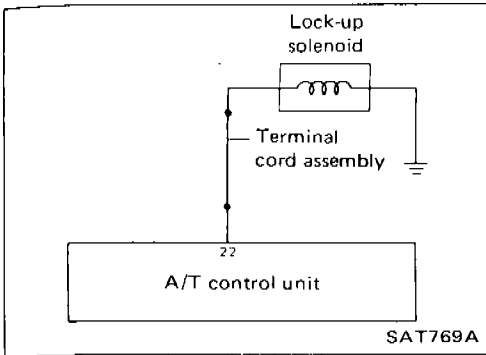 Lock-up
solenoid
Terminal
cord assembly
22
A/T control unit
SAT769A